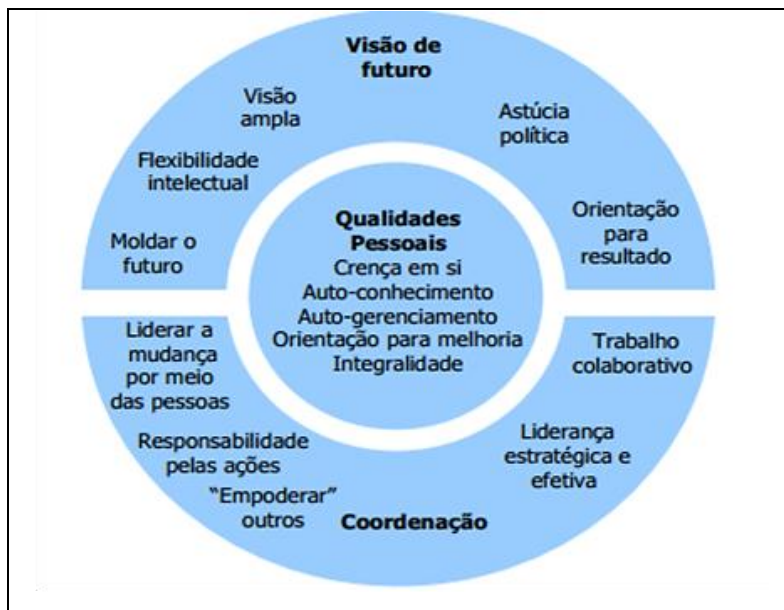 Visão de
futuro
Visão
ampla
Astúcia
política
Flexibilidade
intelectual
Moldar o
futuro
Orientação
para
resultado
Qualidades
Pessoais
Crença em si
Auto-conhecimento
Auto-gerenciamento
Orientação para melhoria
Integralidade
Liderar a
mudança
por meio
das pessoas
Responsabilidade
pelas ações
"Empoderar"
outros
Coordenação
Liderança
estratégica e
efetiva
Trabalho
colaborativo